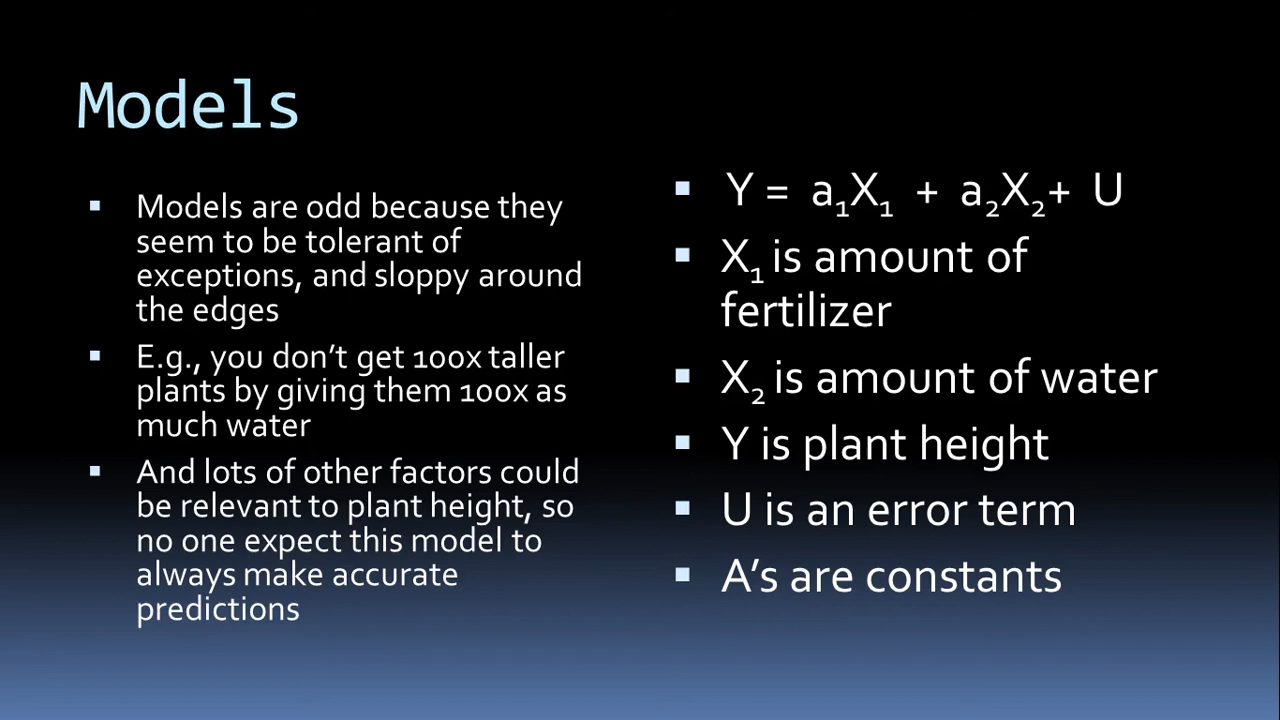 Models
Models are odd because they
seem to be tolerant of
exceptions, and sloppy around
the edges
E.g., you don’t get 100x taller
plants by giving them 100x as
much water
And lots of other factors could
be relevant to plant height, so
no one expect this model to
always make accurate
predictions
Y = a₁X₁ + a₂X₂+ U
X₁ is amount of
fertilizer
X₂ is amount of water
Y is plant height
U is an error term
A’s are constants